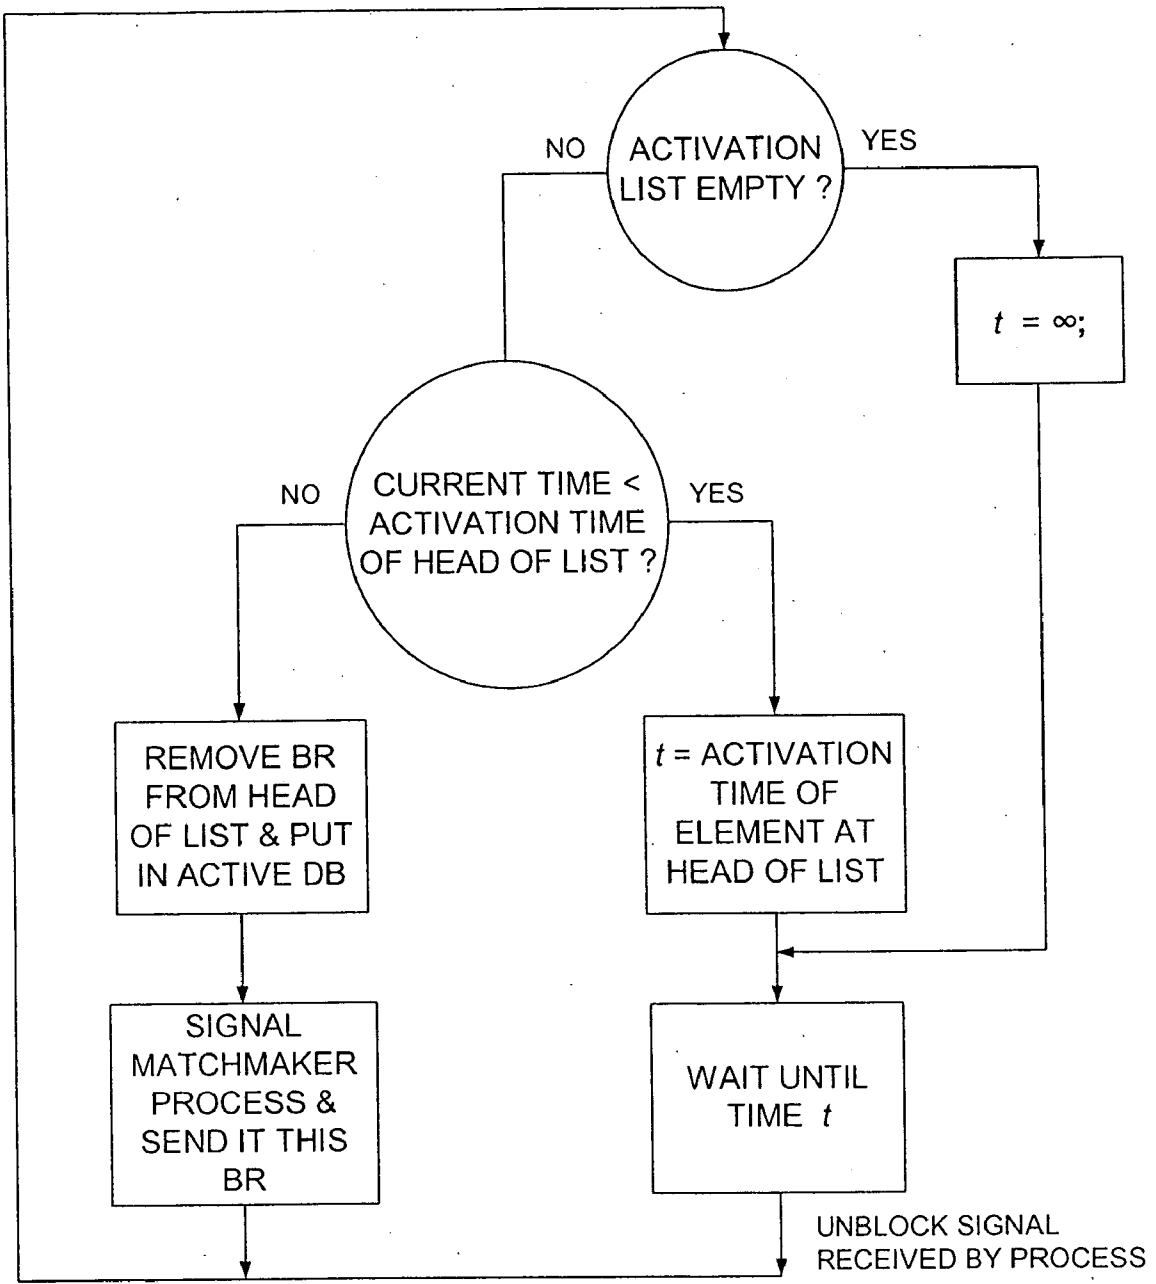 ACTIVATION
LIST EMPTY ?
NO
YES
t = ∞;
CURRENT TIME <
ACTIVATION TIME
OF HEAD OF LIST ?
NO
YES
REMOVE BR
FROM HEAD
OF LIST & PUT
IN ACTIVE DB
t = ACTIVATION
TIME OF
ELEMENT AT
HEAD OF LIST
SIGNAL
MATCHMAKER
PROCESS &
SEND IT THIS
BR
WAIT UNTIL
TIME t
UNBLOCK SIGNAL
RECEIVED BY PROCESS